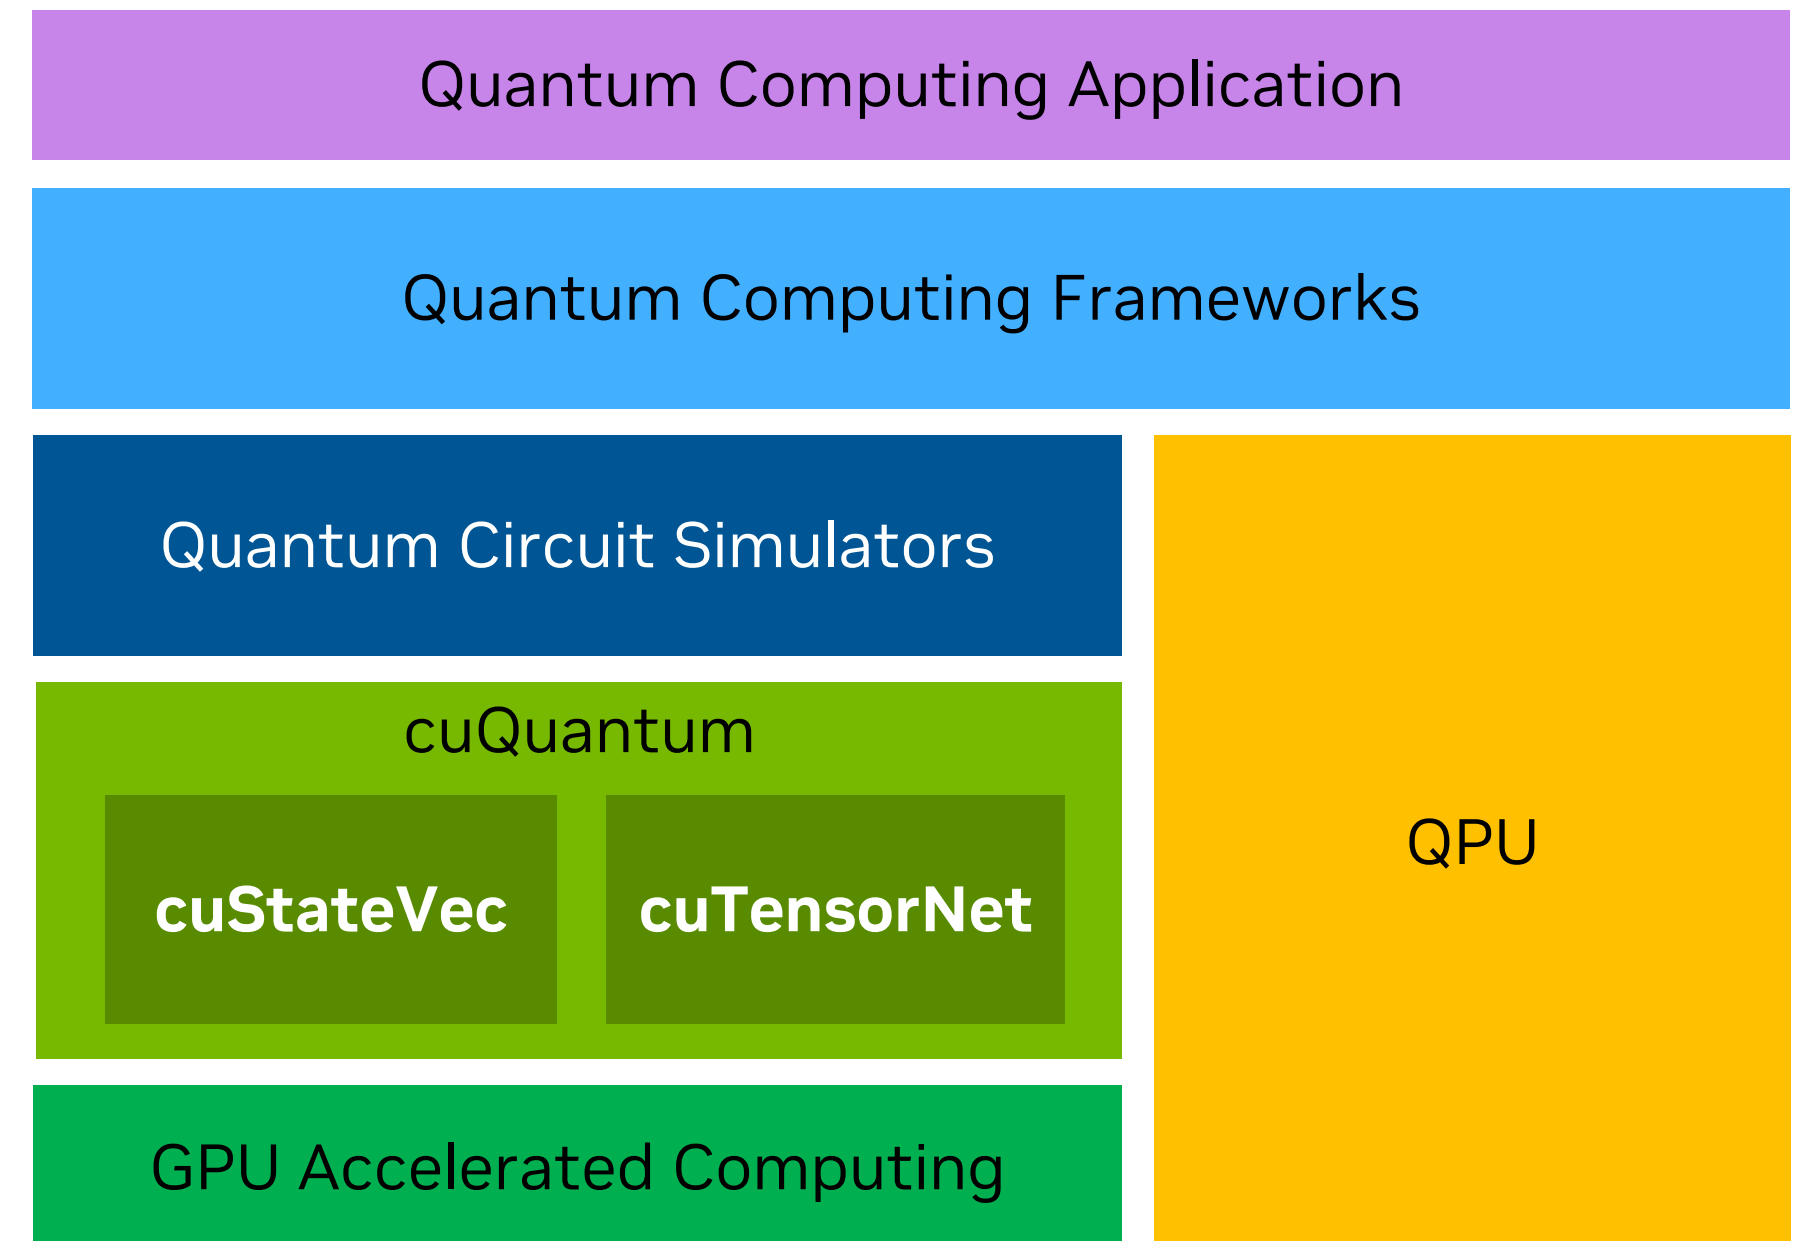 Quantum Computing Application
Quantum Computing Frameworks
Quantum Circuit Simulators
cuQuantum
cuStateVec
cuTensorNet
GPU Accelerated Computing
QPU